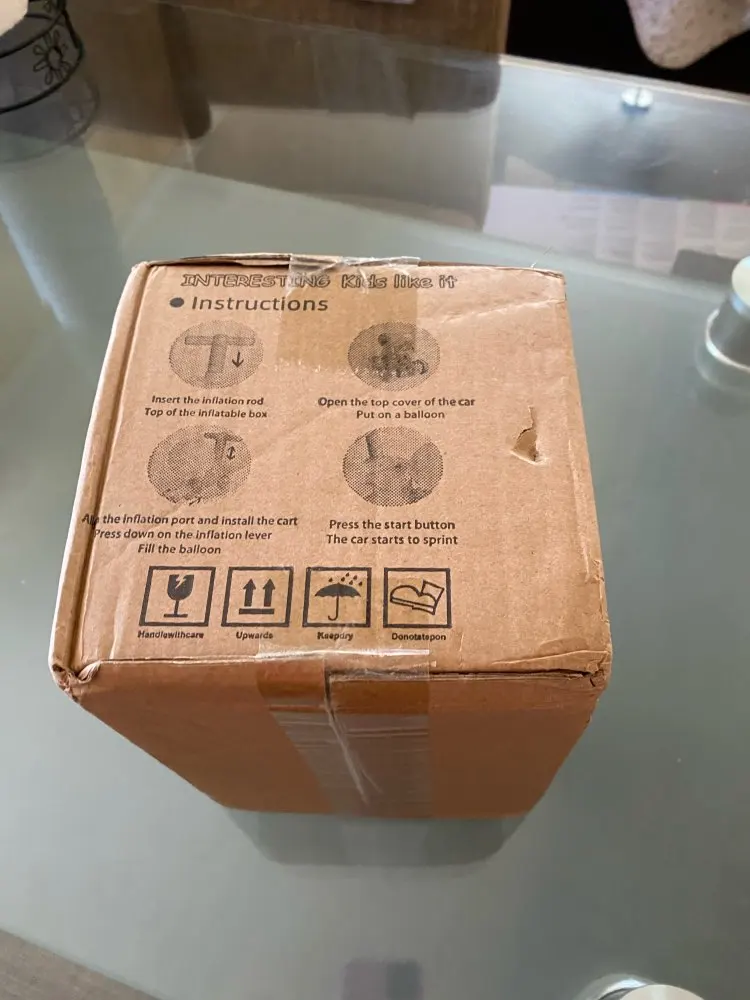 INTERESTING Kids like it
● Instructions
Insert the inflation rod
Top of the inflatable box
Open the top cover of the car
Put on a balloon
the inflation port and install the cart
Press down on the inflation lever
Fill the balloon
Press the start button
The car starts to sprint
Handlewithcare
Upwards
Keepdry
Donotstepon